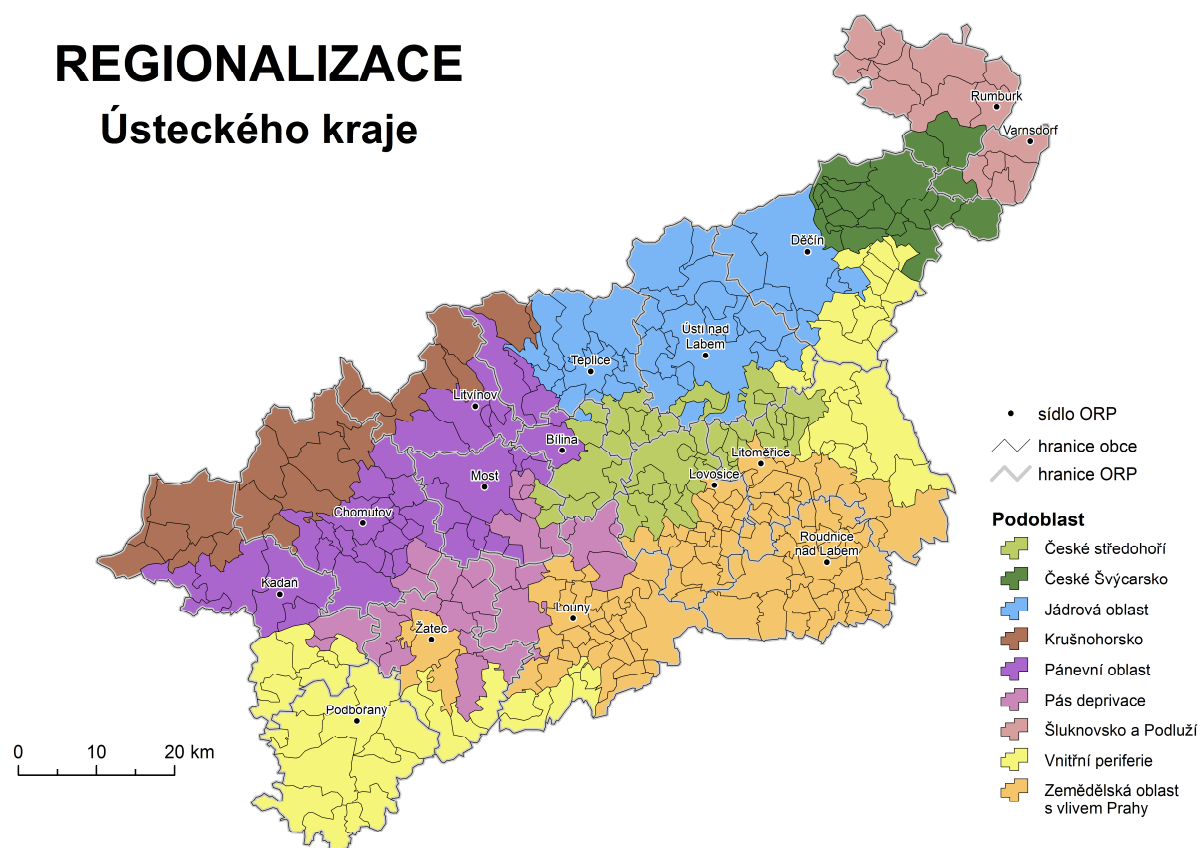 REGIONALIZACE
Ústeckého kraje
Rumburk
Varnsdorf
Děčín
Ústí nad
Labem
Teplice
Litvínov
Bílina
Litoměřice
Lovosice
Most
Chomutov
Roudnice
nad Labem
Kadaň
Louny
Žatec
Podbořany
0 10 20 km
sídlo ORP
hranice obce
hranice ORP
Podoblast
České středohoří
České Švýcarsko
Jádrová oblast
Krušnohorsko
Pánevní oblast
Pás deprivace
Šluknovsko a Podluží
Vnitřní periferie
Zemědělská oblast
s vlivem Prahy